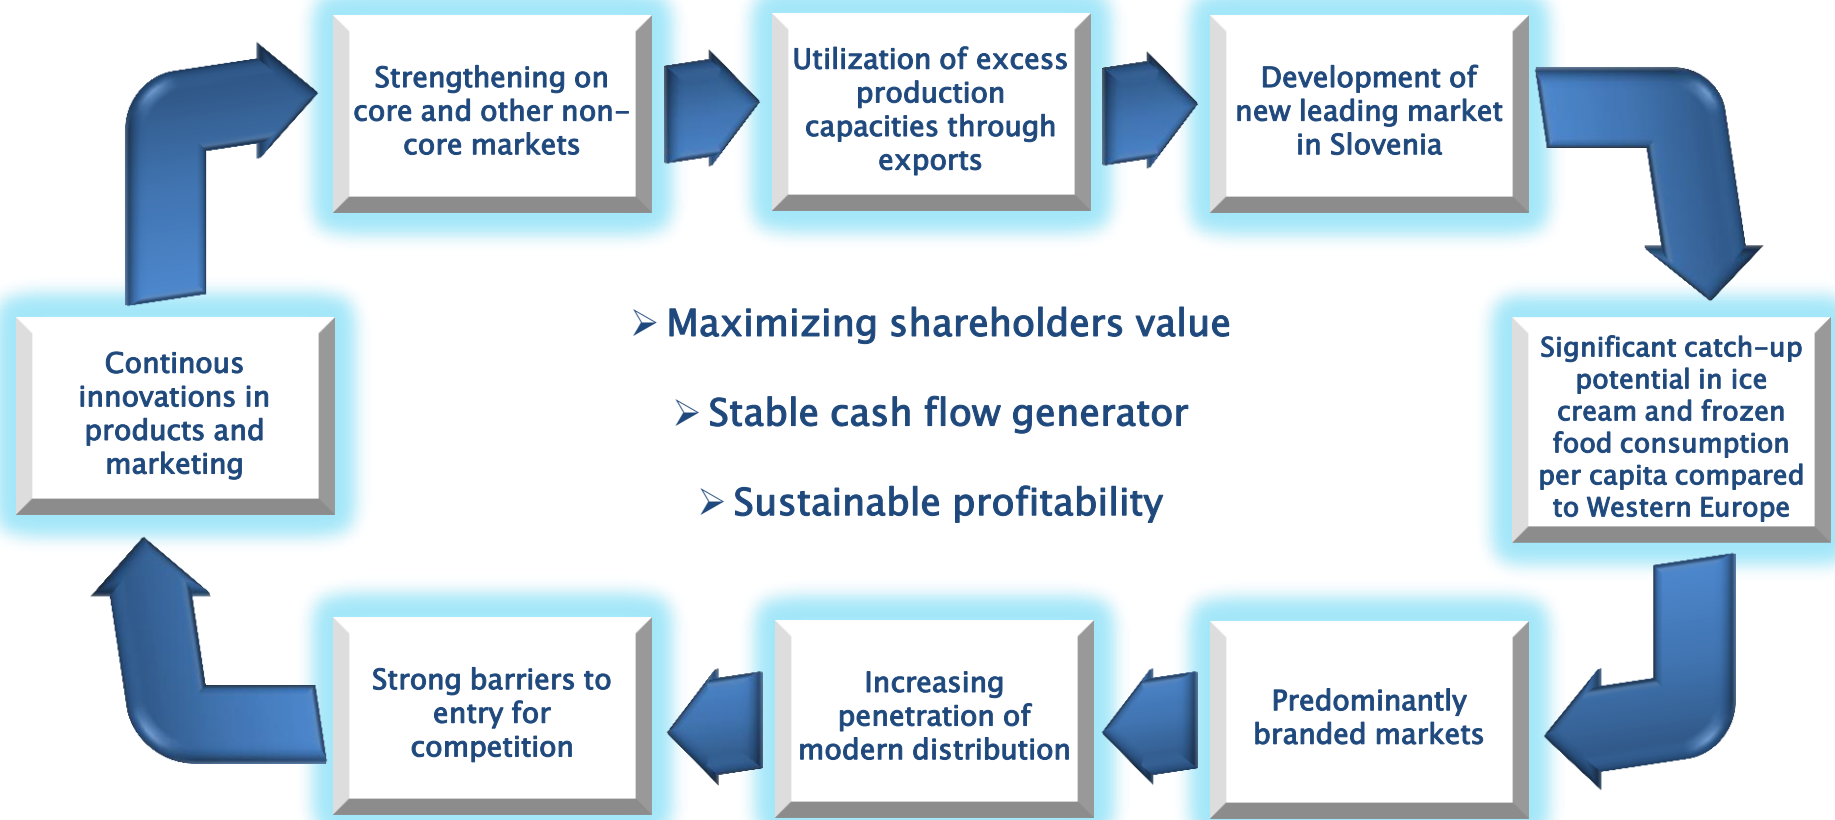 Strengthening on
core and other non-
core markets
Utilization of excess
production
capacities through
exports
Development of
new leading market
in Slovenia
Significant catch-up
potential in ice
cream and frozen
food consumption
per capita compared
to Western Europe
Predominantly
branded markets
Increasing
penetration of
modern distribution
Strong barriers to
entry for
competition
Continous
innovations in
products and
marketing
➢ Maximizing shareholders value
➢ Stable cash flow generator
➢ Sustainable profitability